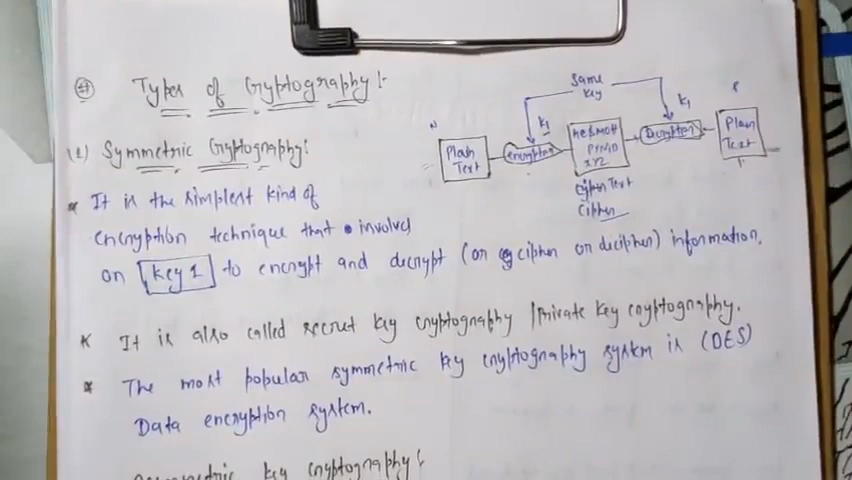 Types of Cryptography:-
(1) Symmetric Cryptography:
Same
Key
K1
K1
Plain
Text
encryption
XYZ
Cipher Text
Cipher
Decryption
Plain
Text
* It is the simplest kind of
encryption technique that involves
on Key 1 to encrypt and decrypt (or cipher or decipher) information.
* It is also called secret key cryptography / Private Key cryptography.
* The most popular symmetric key cryptography system is (DES)
Data encryption system.
key cryptography: